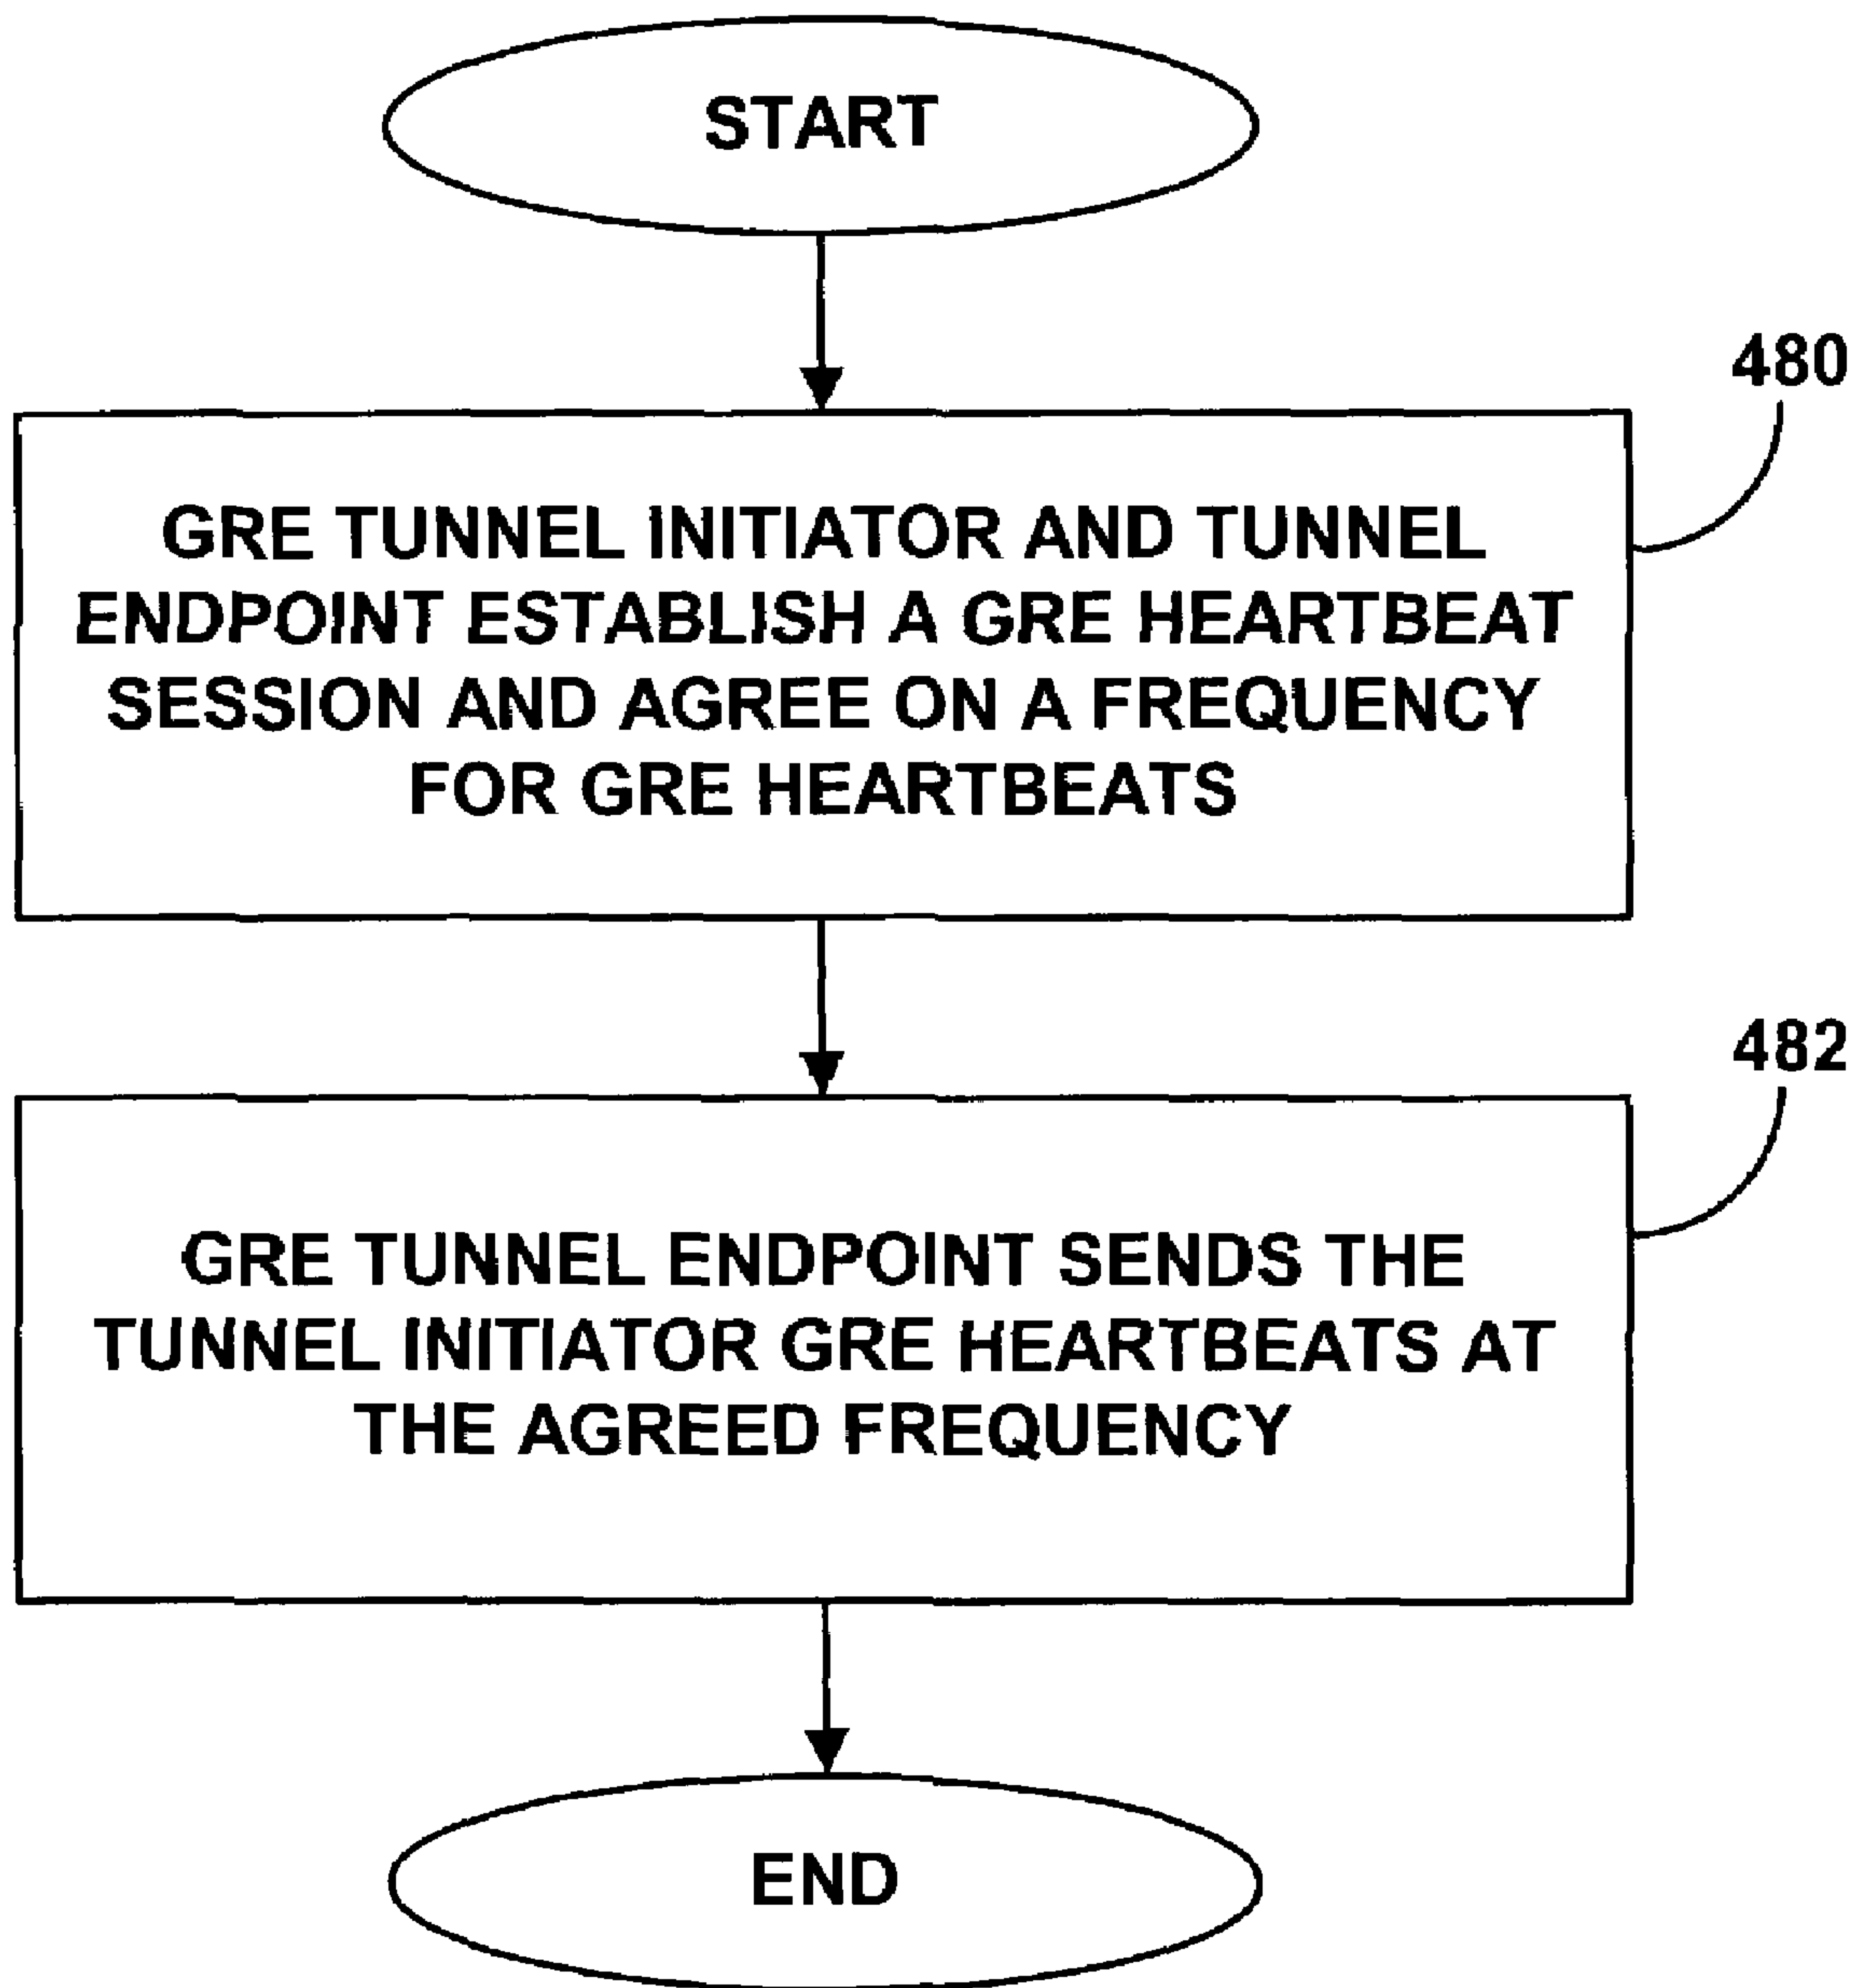 START
480
GRE TUNNEL INITIATOR AND TUNNEL
ENDPOINT ESTABLISH A GRE HEARTBEAT
SESSION AND AGREE ON A FREQUENCY
FOR GRE HEARTBEATS
482
GRE TUNNEL ENDPOINT SENDS THE
TUNNEL INITIATOR GRE HEARTBEATS AT
THE AGREED FREQUENCY
END